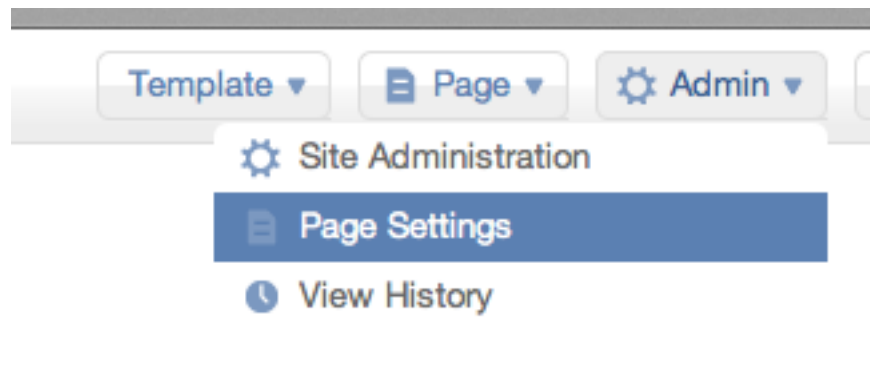 Template Page Admin
Site Administration
Page Settings
View History